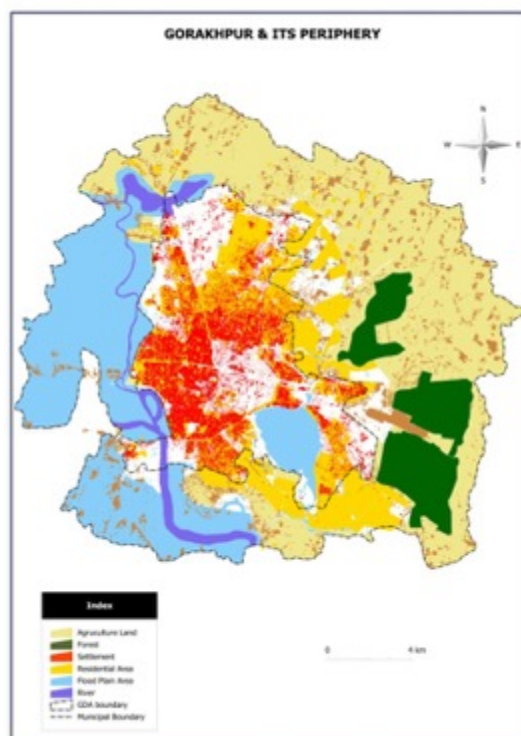 GORAKHPUR & ITS PERIPHERY
N
W E
S
Index
Agruculture Land
Forest
Settlement
Residential Area
Flood Plain Area
River
GDA boundary
Municipal Boundary
0 4 km